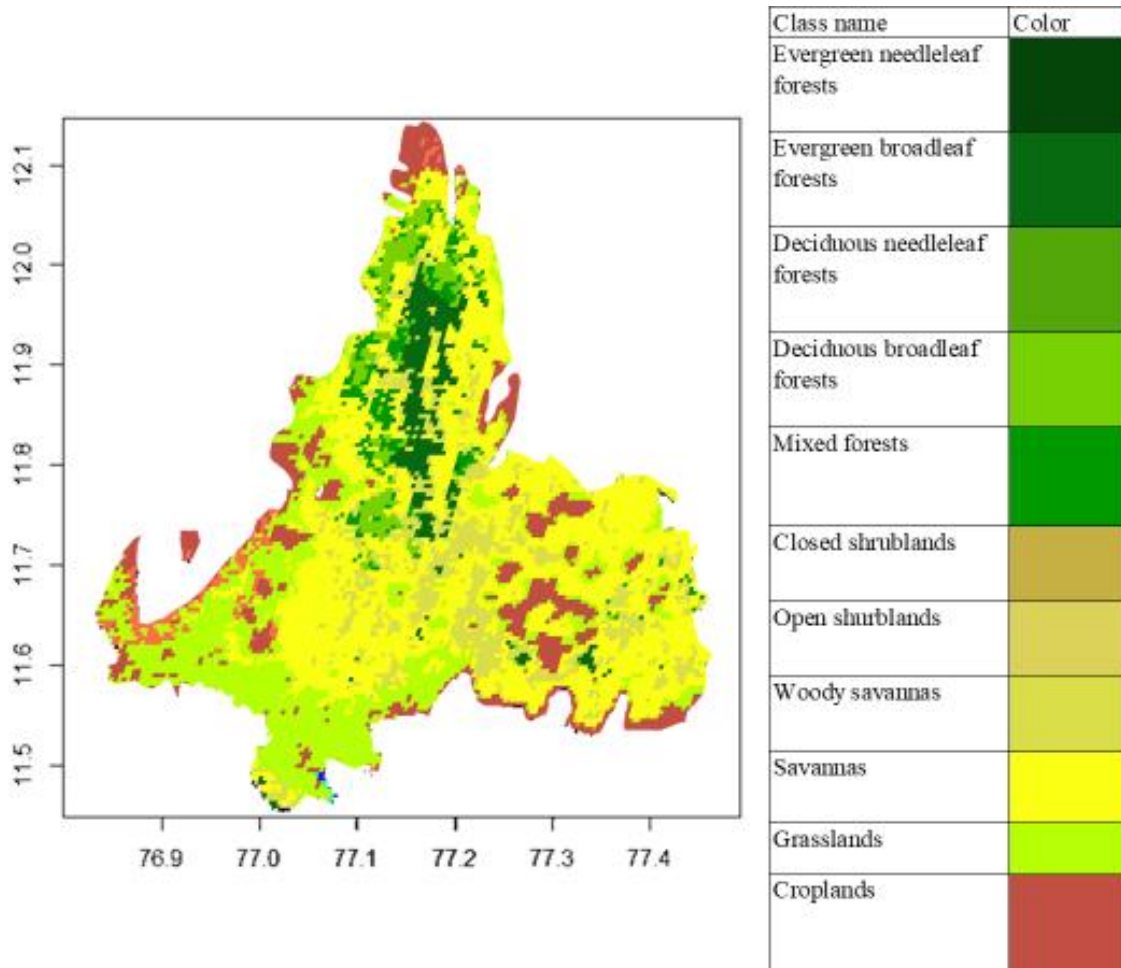 Class name Color
Evergreen needleleaf
forests
Evergreen broadleaf
forests
Deciduous needleleaf
forests
Deciduous broadleaf
forests
Mixed forests
Closed shrublands
Open shurblands
Woody savannas
Savannas
Grasslands
Croplands
12.1
12.0
11.9
11.8
11.7
11.6
11.5
76.9 77.0 77.1 77.2 77.3 77.4